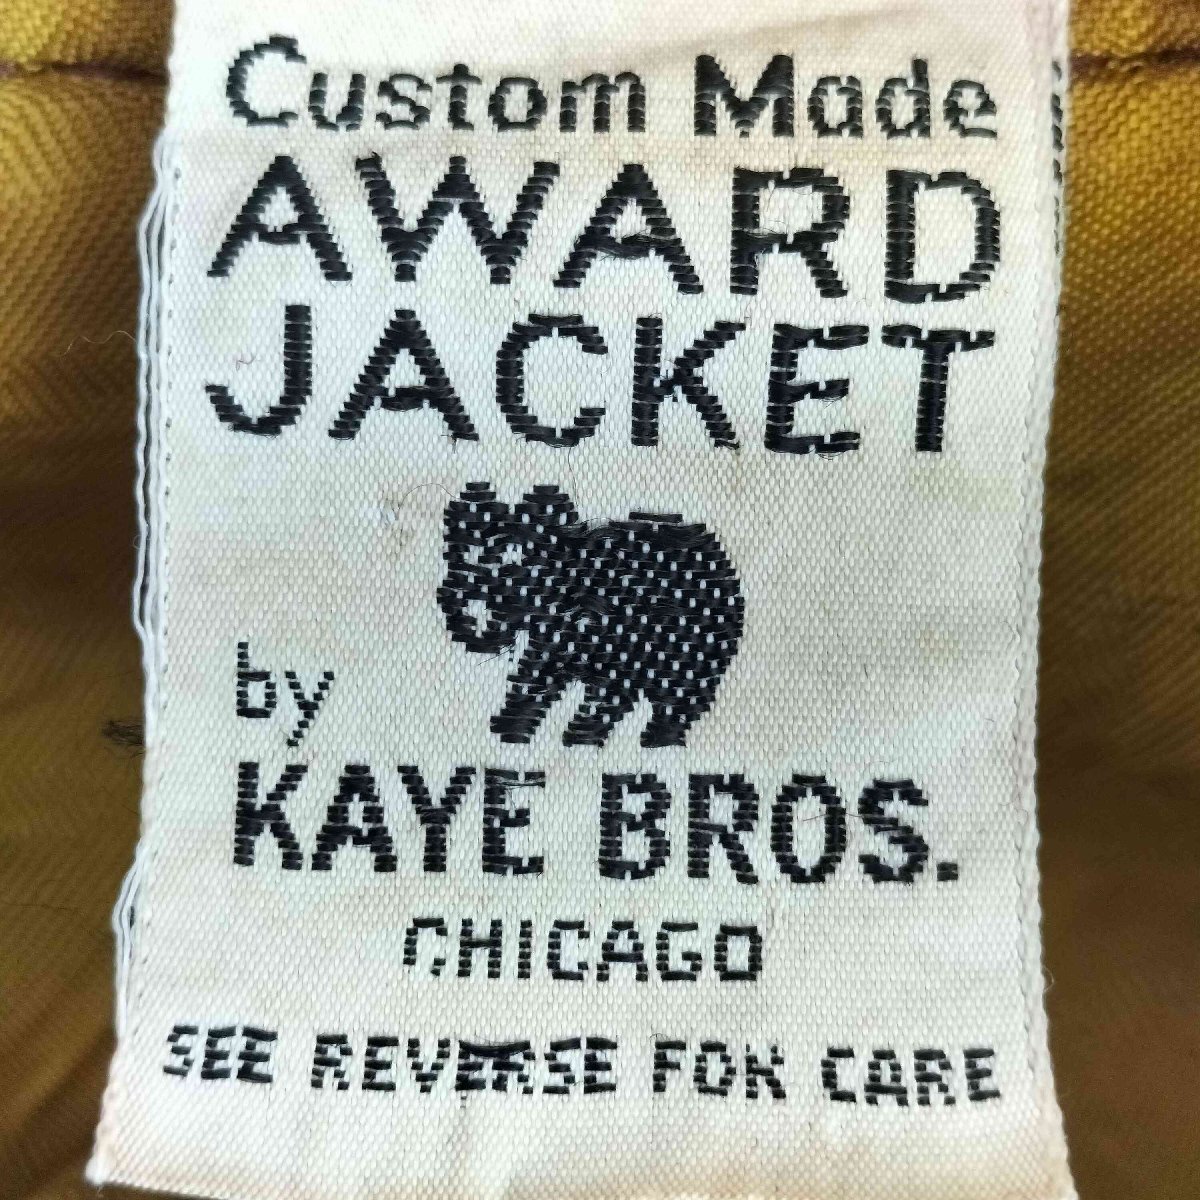 Custom Made
AWARD
JACKET
by
KAYE BROS.
CHICAGO
SEE REVERSE FOR CARE